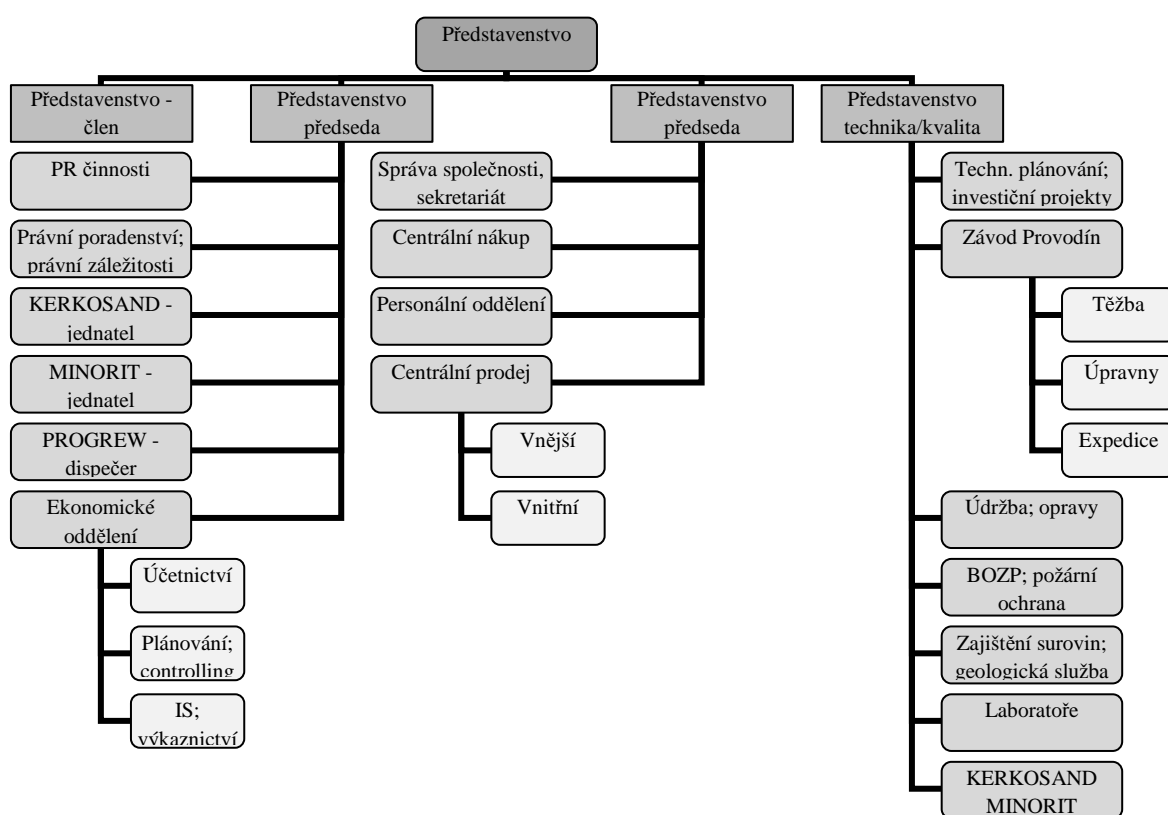 Představenstvo
Představenstvo -
člen
Představenstvo
předseda
Představenstvo
předseda
Představenstvo
technika/kvalita
PR činnosti
Právní poradenství;
právní záležitosti
KERKOSAND -
jednatel
MINORIT -
jednatel
PROGREW -
dispečer
Ekonomické
oddělení
Účetnictví
Plánování;
controlling
IS;
výkaznictví
Správa společnosti,
sekretariát
Centrální nákup
Personální oddělení
Centrální prodej
Vnější
Vnitřní
Techn. plánování;
investiční projekty
Závod Provodín
Těžba
Úpravny
Expedice
Údržba; opravy
BOZP; požární
ochrana
Zajištění surovin;
geologická služba
Laboratoře
KERKOSAND
MINORIT